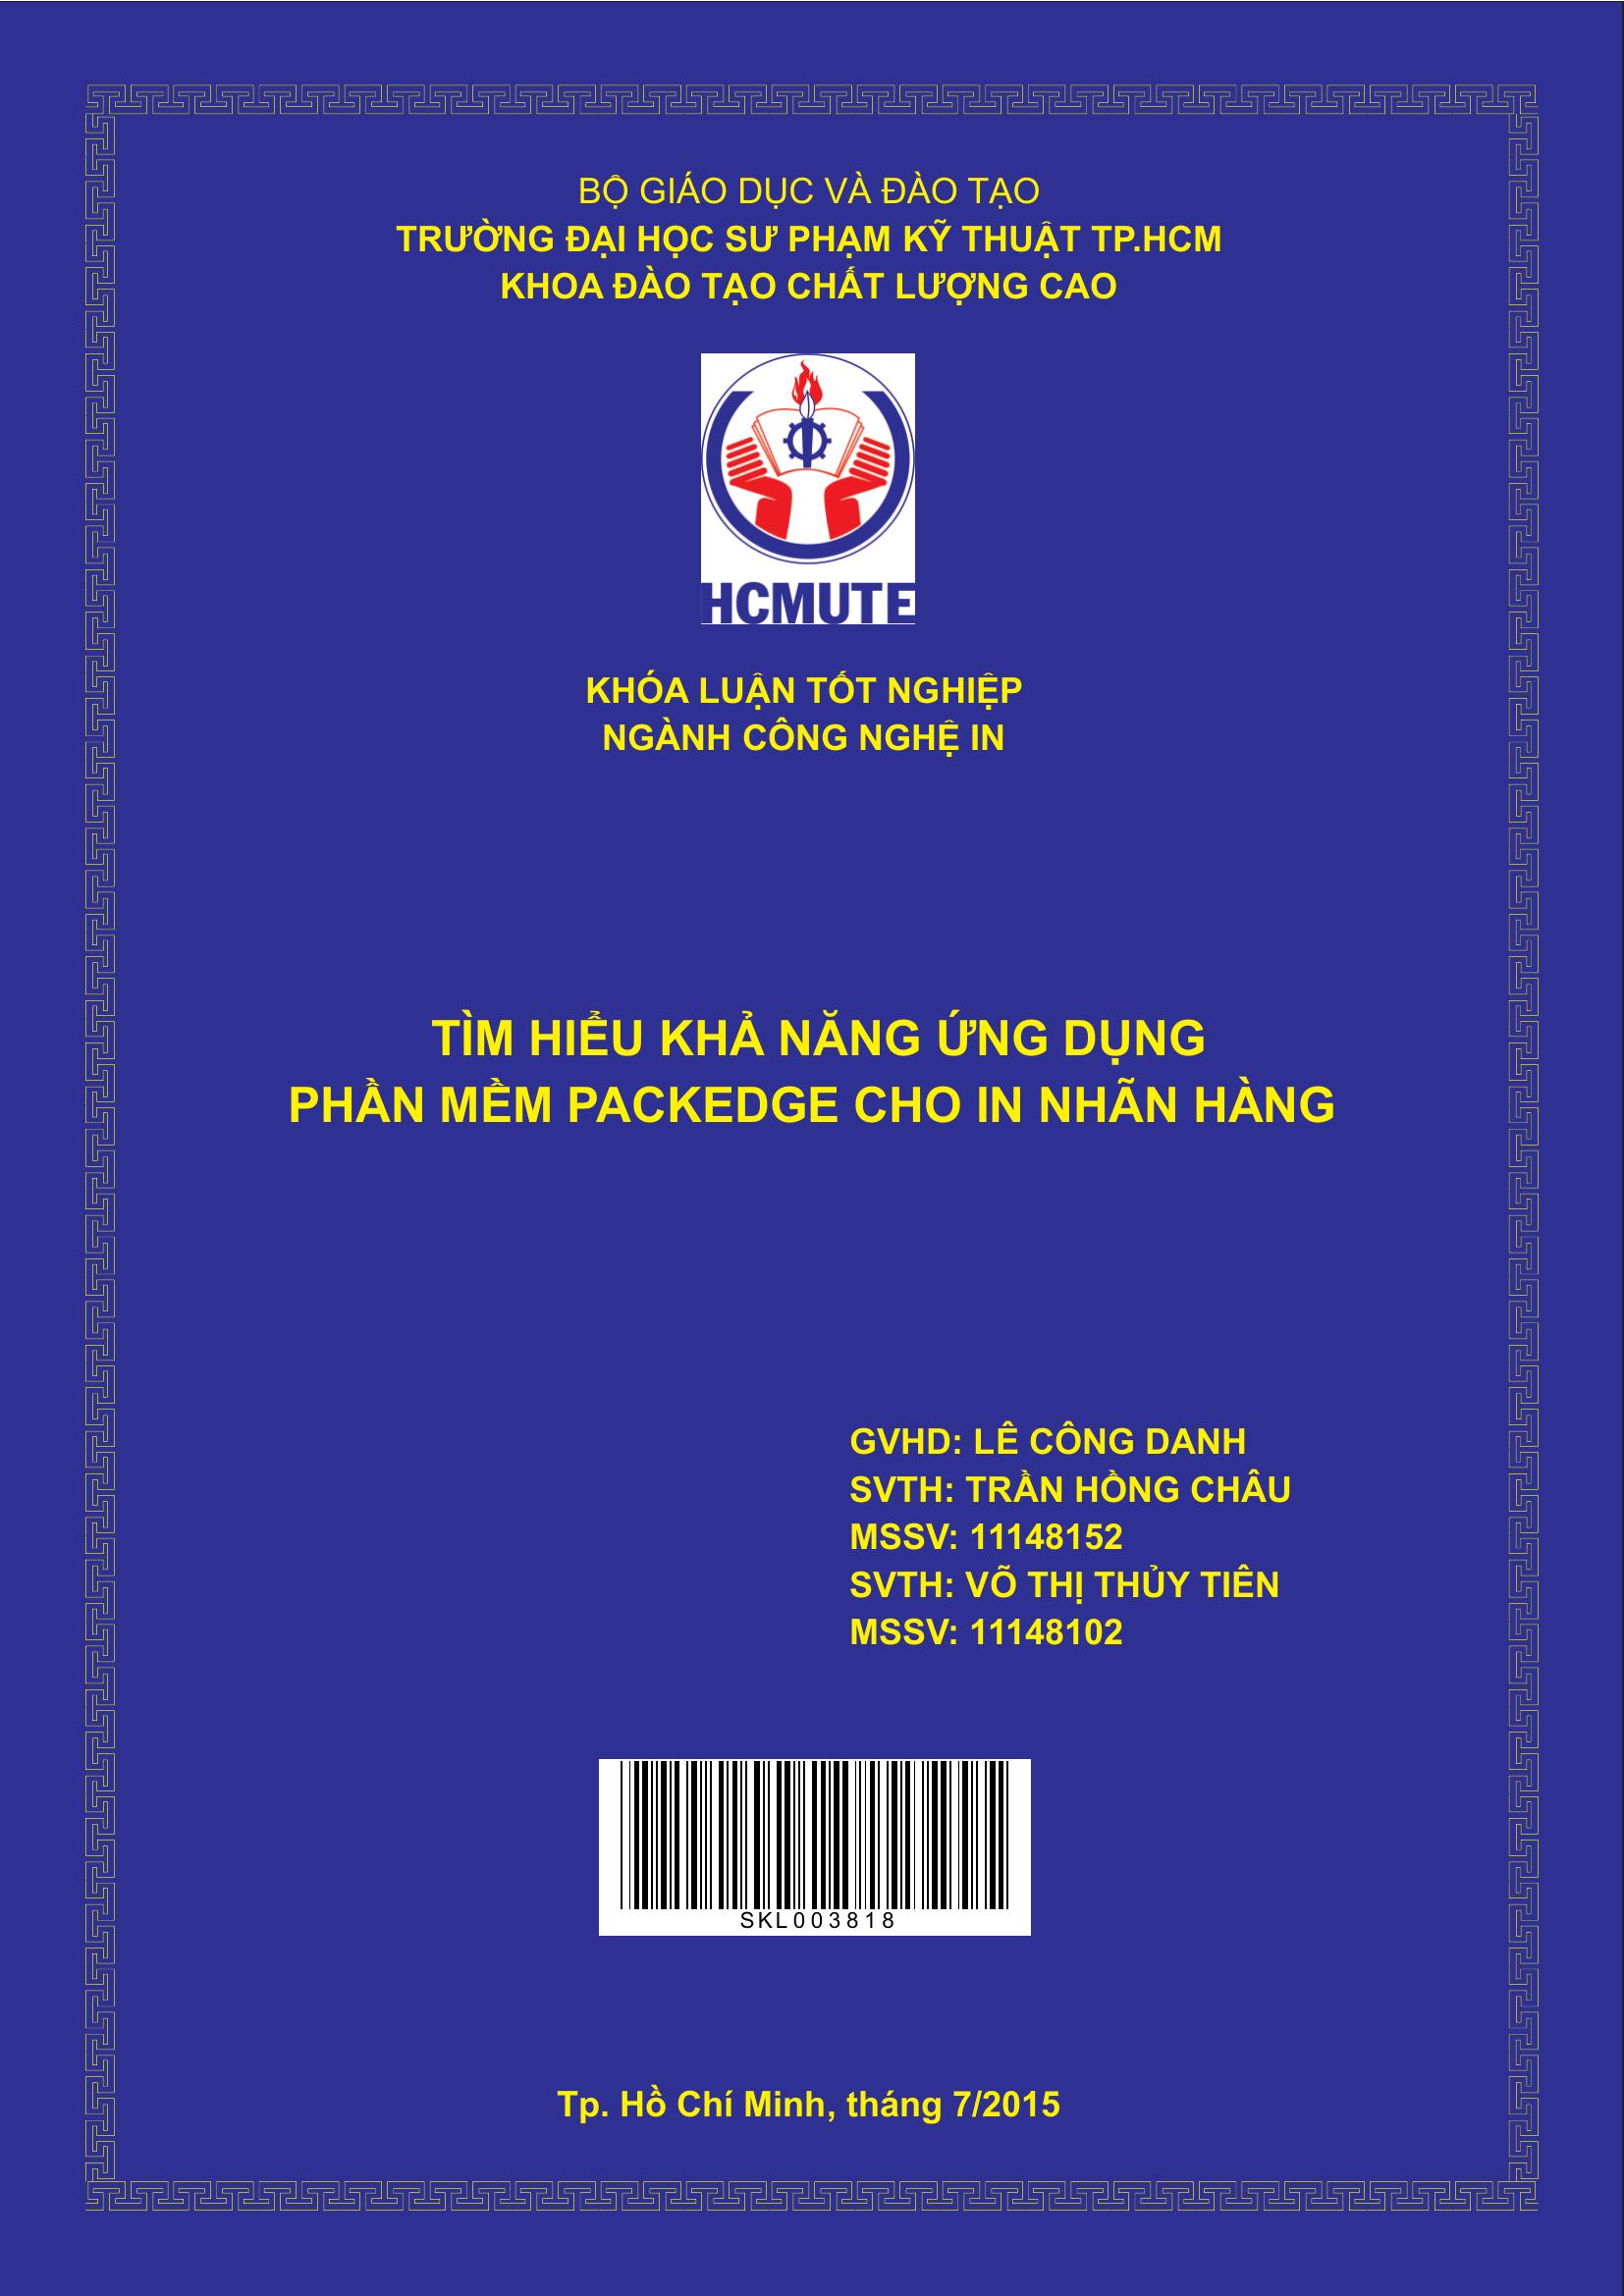 BỘ GIÁO DỤC VÀ ĐÀO TẠO
TRƯỜNG ĐẠI HỌC SƯ PHẠM KỸ THUẬT TP.HCM
KHOA ĐÀO TẠO CHẤT LƯỢNG CAO
HCMUTE
KHÓA LUẬN TỐT NGHIỆP
NGÀNH CÔNG NGHỆ IN
TÌM HIỂU KHẢ NĂNG ỨNG DỤNG
PHẦN MỀM PACKEDGE CHO IN NHÃN HÀNG
GVHD: LÊ CÔNG DANH
SVTH: TRẦN HỒNG CHÂU
MSSV: 11148152
SVTH: VÕ THỊ THỦY TIÊN
MSSV: 11148102
SKL003818
Tp. Hồ Chí Minh, tháng 7/2015